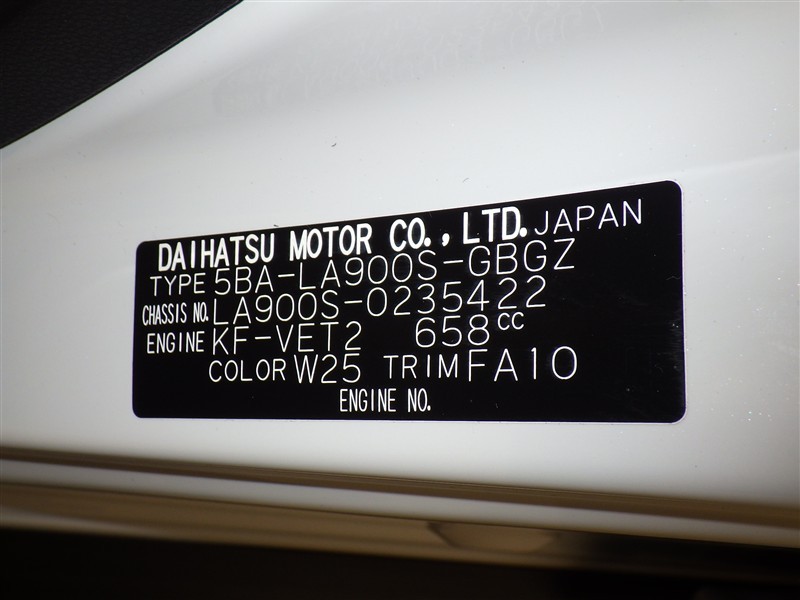 DAIHATSU MOTOR CO., LTD. JAPAN
TYPE 5BA-LA900S-GBGZ
CHASSIS NO. LA900S-0235422
ENGINE KF-VET2 658cc
COLOR W25 TRIM FA10
ENGINE NO.